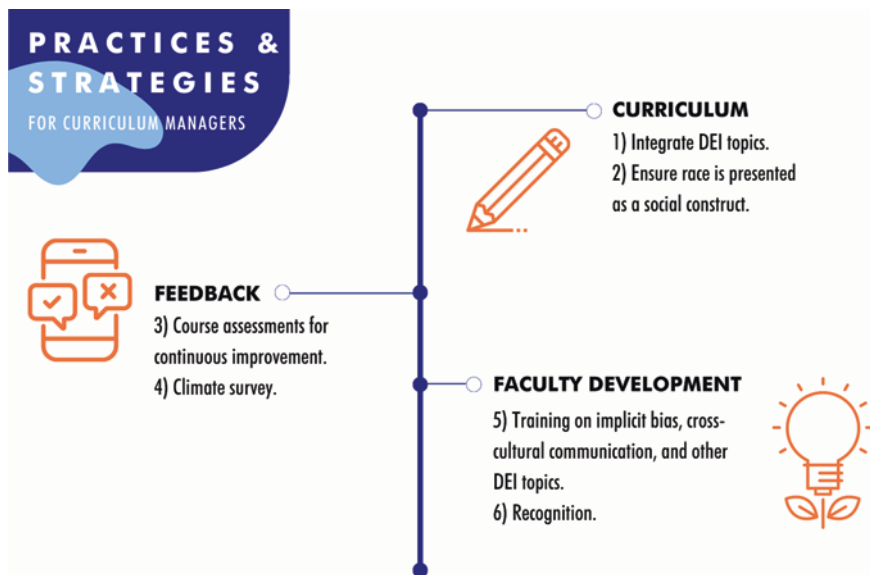 PRACTICES &
STRATEGIES
FOR CURRICULUM MANAGERS
CURRICULUM
1) Integrate DEI topics.
2) Ensure race is presented
as a social construct.
FEEDBACK
3) Course assessments for
continuous improvement.
4) Climate survey.
FACULTY DEVELOPMENT
5) Training on implicit bias, cross-
cultural communication, and other
DEI topics.
6) Recognition.